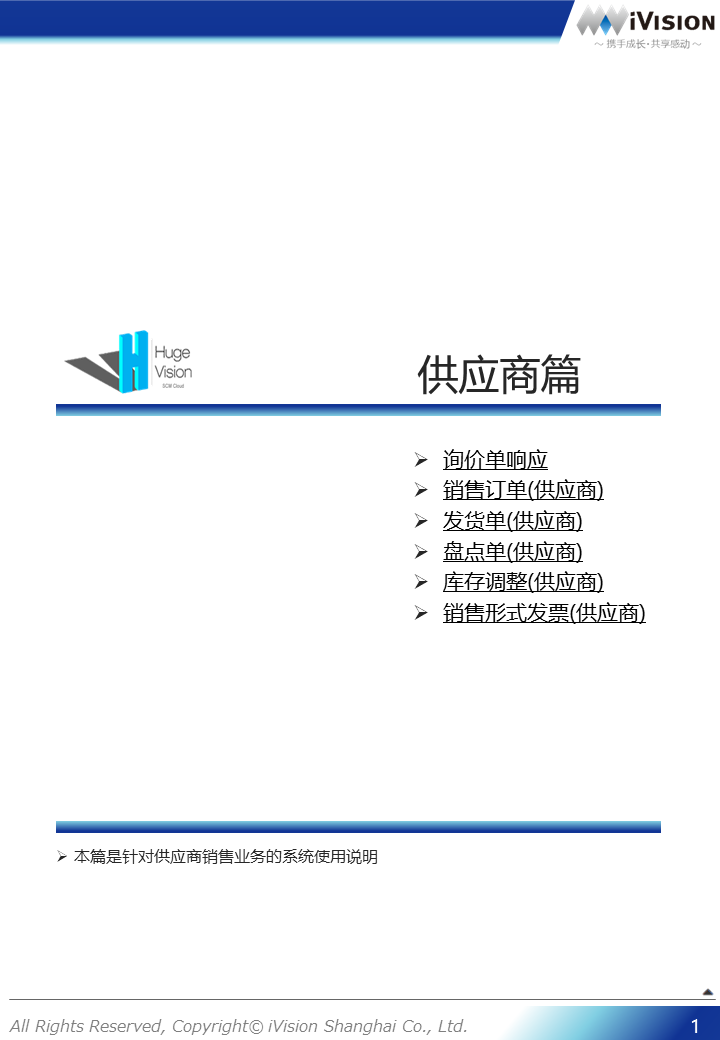 iVISION
～ 携手成长·共享感动 ～
Huge
Vision
SCM Cloud
供应商篇
➢ 询价单响应
➢ 销售订单(供应商)
➢ 发货单(供应商)
➢ 盘点单(供应商)
➢ 库存调整(供应商)
➢ 销售形式发票(供应商)
➢ 本篇是针对供应商销售业务的系统使用说明
All Rights Reserved, Copyright© iVision Shanghai Co., Ltd.
1